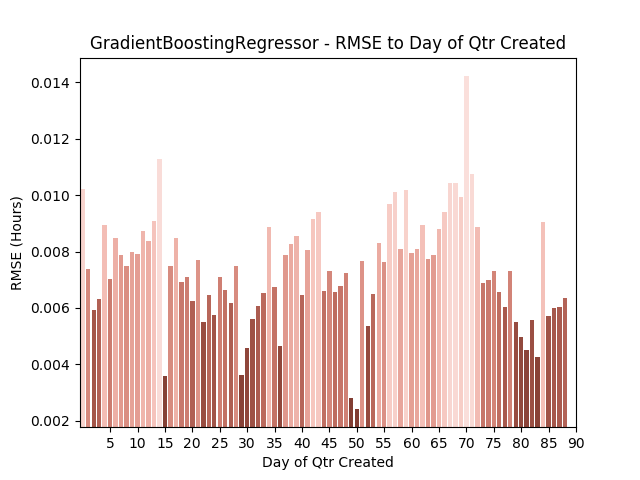 GradientBoostingRegressor - RMSE to Day of Qtr Created
0.014
0.012
0.010
0.008
0.006
0.004
0.002
RMSE (Hours)
5 10 15 20 25 30 35 40 45 50 55 60 65 70 75 80 85 90
Day of Qtr Created